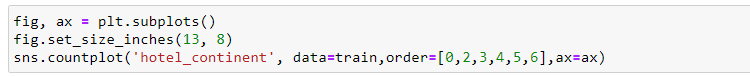 fig, ax = plt.subplots()
fig.set_size_inches(13, 8)
sns.countplot('hotel_continent', data=train,order=[0,2,3,4,5,6],ax=ax)